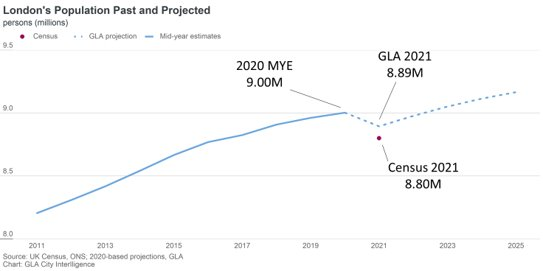 London's Population Past and Projected
persons (millions)
Census GLA projection Mid-year estimates
9.5
2020 MYE
9.00M
GLA 2021
8.89M
9.0
Census 2021
8.80M
8.5
8.0
2011 2013 2015 2017 2019 2021 2023 2025
Source: UK Census, ONS, 2020-based projections, GLA
Chart: GLA City Interlligence